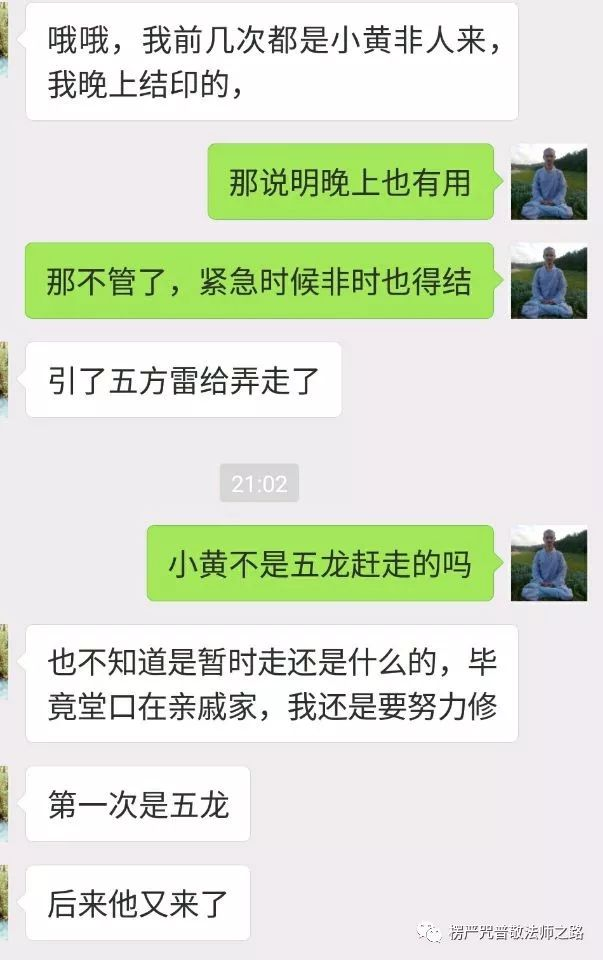 哦哦，我前几次都是小黄非人来，
我晚上结印的，
那说明晚上也有用
那不管了，紧急时候非时也得结
引了五方雷给弄走了
21:02
小黄不是五龙赶走的吗
也不知道是暂时走还是什么的，毕
竟堂口在亲戚家，我还是要努力修
第一次是五龙
后来他又来了
楞严咒普敬法师之路